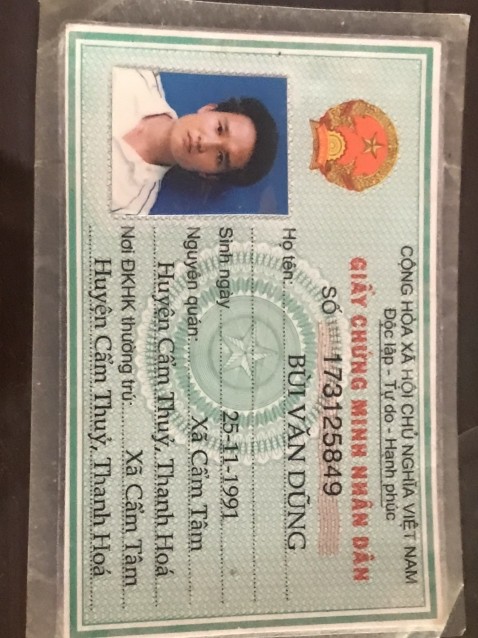 CỘNG HÒA XÃ HỘI CHỦ NGHĨA VIỆT NAM
Độc lập - Tự do - Hạnh phúc
GIẤY CHỨNG MINH NHÂN DÂN
SỐ 173125849
Họ tên: BÙI VĂN DŨNG
Sinh ngày 25-11-1991
Nguyên quán: Xã Cẩm Tâm
Huyện Cẩm Thuỷ, Thanh Hoá
Nơi ĐKHK thường trú: Xã Cẩm Tâm
Huyện Cẩm Thuỷ, Thanh Hoá